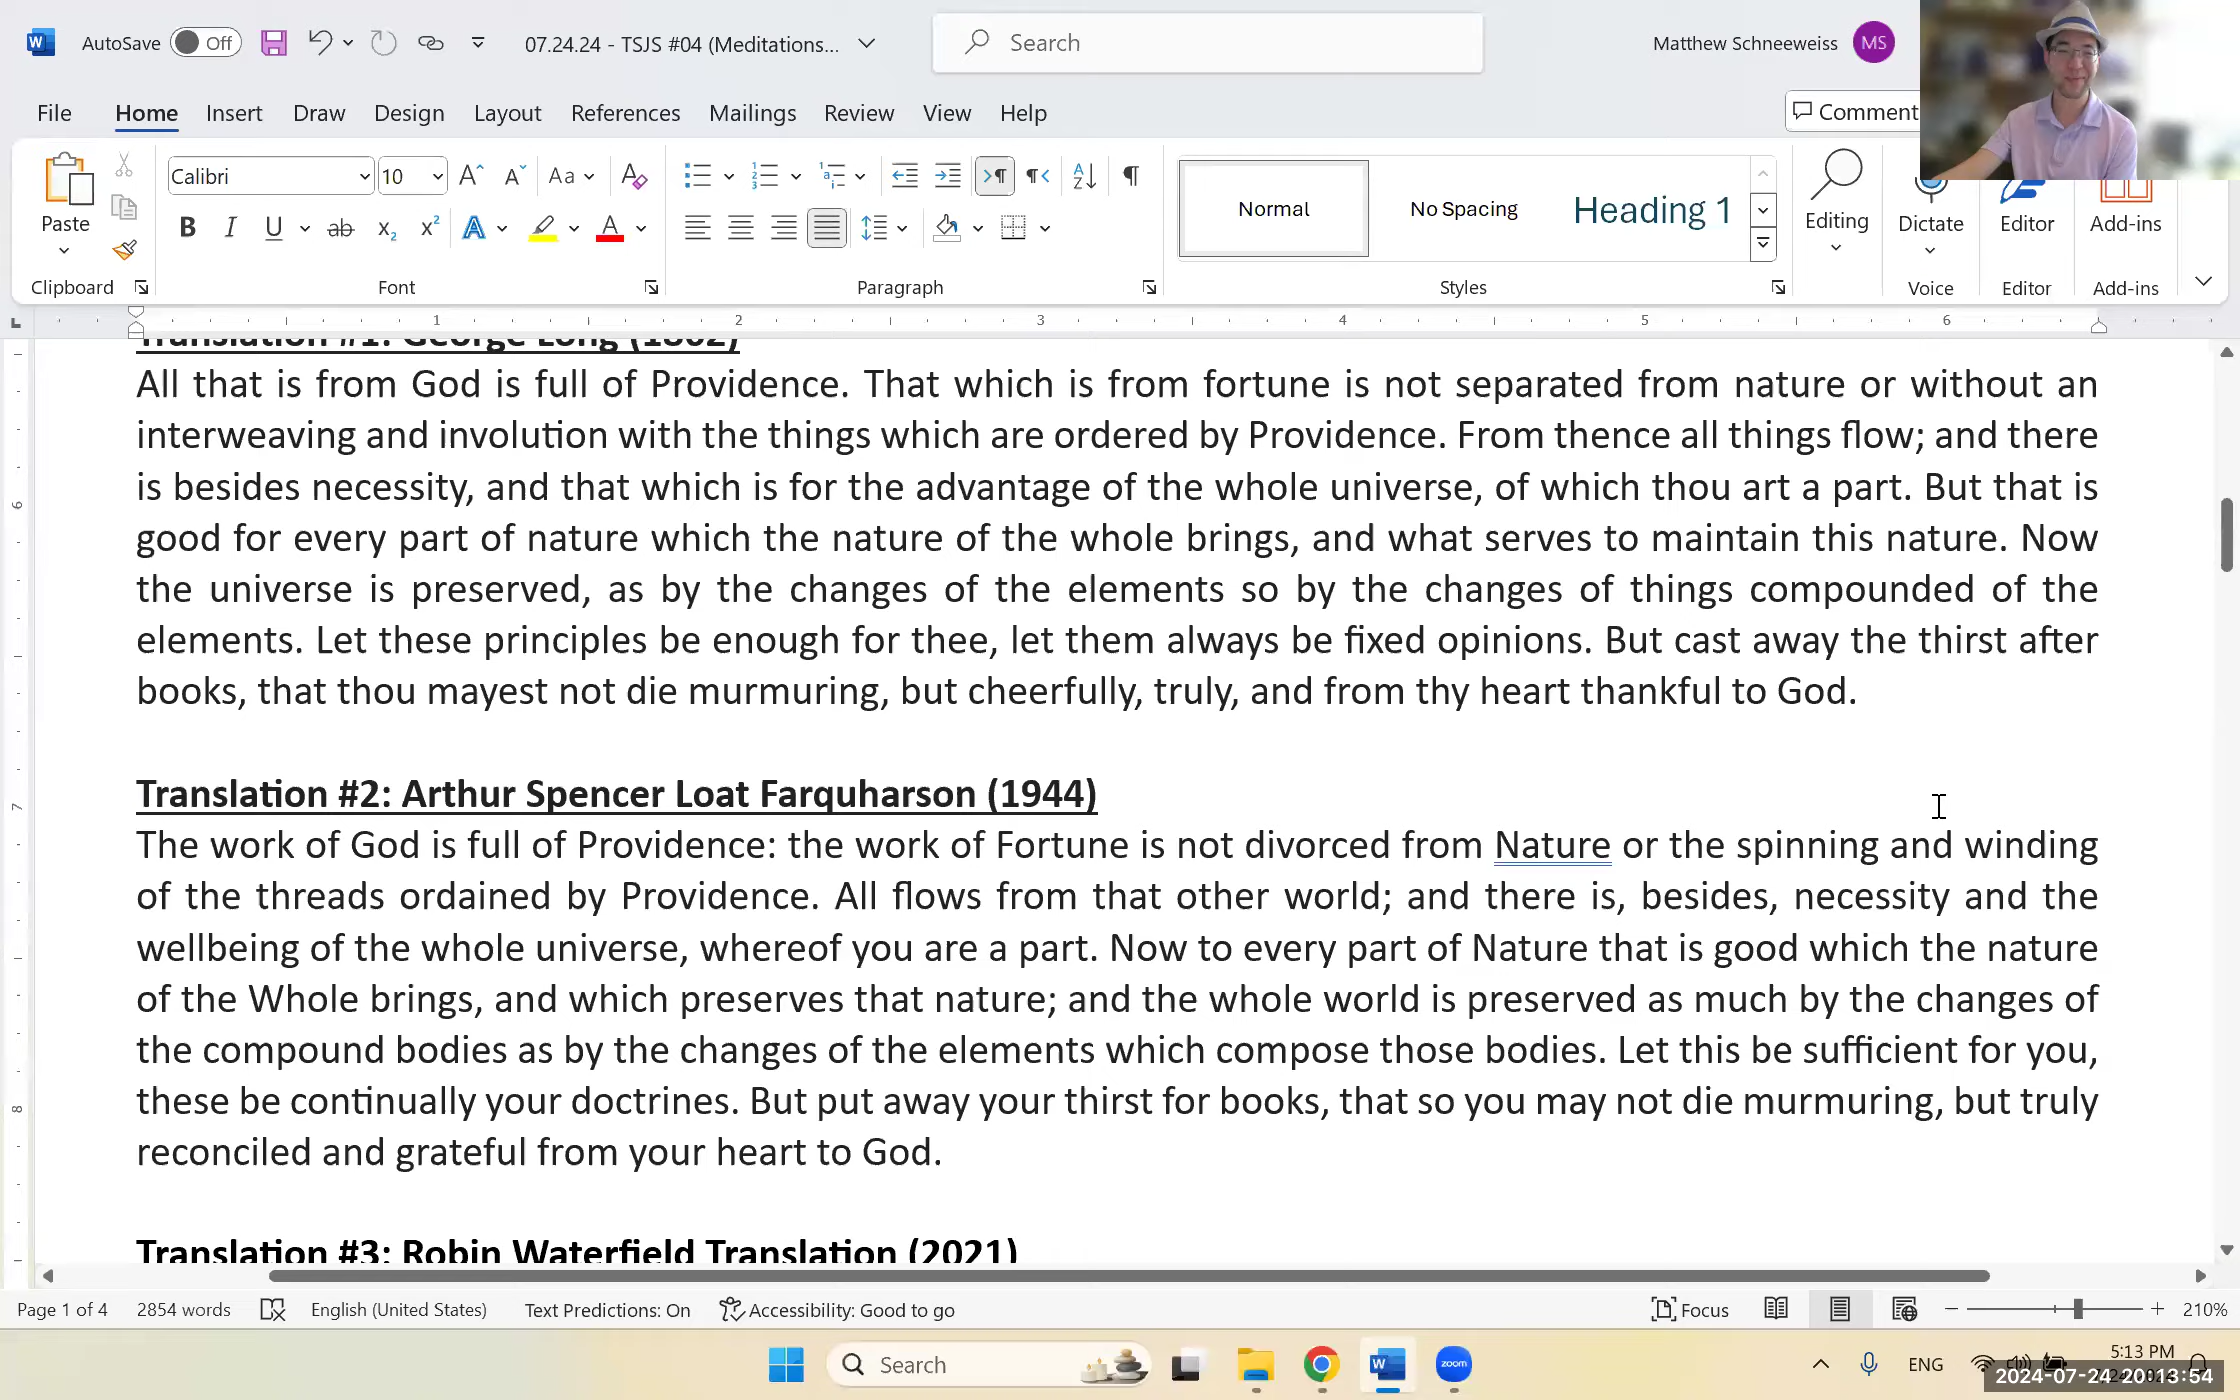 AutoSave Off 07.24.24 - TSJS #04 (Meditations... Search Matthew Schneeweiss MS
File Home Insert Draw Design Layout References Mailings Review View Help Comment
Paste Calibri 10 Normal No Spacing Heading 1 Editing Dictate Editor Add-ins
Clipboard Font Paragraph Styles Voice Editor Add-ins
1 2 3 4 5 6
Translation #1: George Long (1862)
All that is from God is full of Providence. That which is from fortune is not separated from nature or without an
interweaving and involution with the things which are ordered by Providence. From thence all things flow; and there
is besides necessity, and that which is for the advantage of the whole universe, of which thou art a part. But that is
good for every part of nature which the nature of the whole brings, and what serves to maintain this nature. Now
the universe is preserved, as by the changes of the elements so by the changes of things compounded of the
elements. Let these principles be enough for thee, let them always be fixed opinions. But cast away the thirst after
books, that thou mayest not die murmuring, but cheerfully, truly, and from thy heart thankful to God.
Translation #2: Arthur Spencer Loat Farquharson (1944)
The work of God is full of Providence: the work of Fortune is not divorced from Nature or the spinning and winding
of the threads ordained by Providence. All flows from that other world; and there is, besides, necessity and the
wellbeing of the whole universe, whereof you are a part. Now to every part of Nature that is good which the nature
of the Whole brings, and which preserves that nature; and the whole world is preserved as much by the changes of
the compound bodies as by the changes of the elements which compose those bodies. Let this be sufficient for you,
these be continually your doctrines. But put away your thirst for books, that so you may not die murmuring, but truly
reconciled and grateful from your heart to God.
Translation #3: Robin Waterfield Translation (2021)
Page 1 of 4 2854 words English (United States) Text Predictions: On Accessibility: Good to go Focus 210%
Search zoom ENG 5:13 PM
2024-07-24 20:13:54